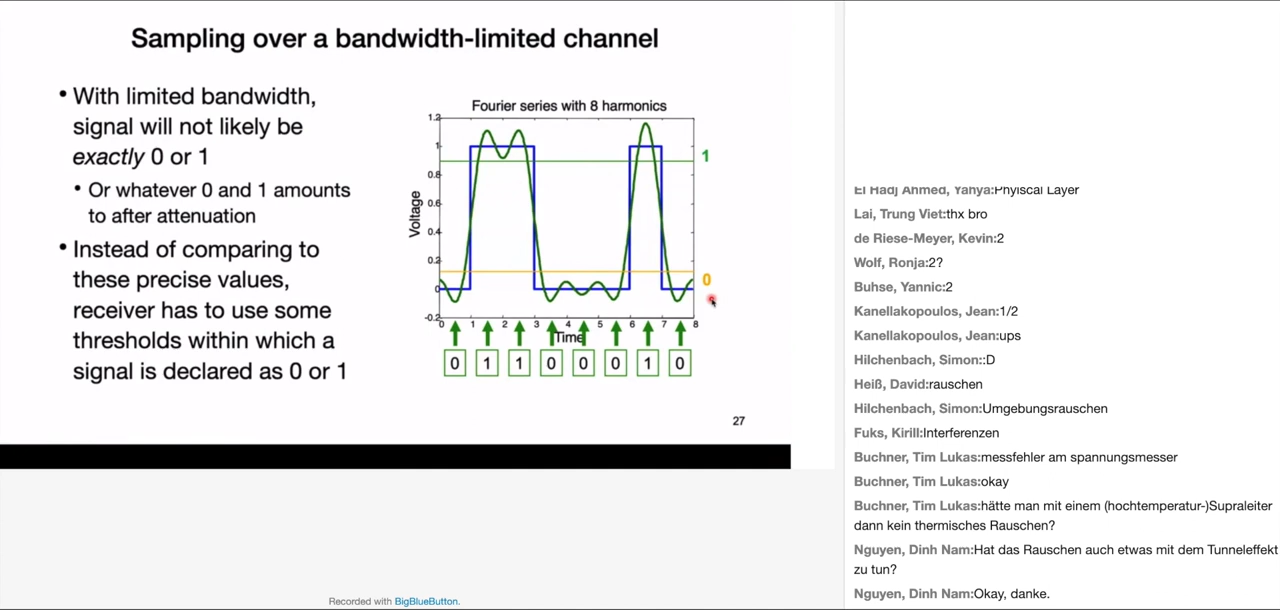 Sampling over a bandwidth-limited channel
• With limited bandwidth,
signal will not likely be
exactly 0 or 1
• Or whatever 0 and 1 amounts
to after attenuation
• Instead of comparing to
these precise values,
receiver has to use some
thresholds within which a
signal is declared as 0 or 1
Fourier series with 8 harmonics
Voltage
1.2
1
0.8
0.6
0.4
0.2
0
-0.2
1
0
0 1 2 3 4 5 6 7 8
Time
0 1 1 0 0 0 1 0
27
Recorded with BigBlueButton.
El Hadj Ahmed, Yahya:Phyiscal Layer
Lai, Trung Viet:thx bro
de Riese-Meyer, Kevin:2
Wolf, Ronja:2?
Buhse, Yannic:2
Kanellakopoulos, Jean:1/2
Kanellakopoulos, Jean:ups
Hilchenbach, Simon::D
Heiß, David:rauschen
Hilchenbach, Simon:Umgebungsrauschen
Fuks, Kirill:Interferenzen
Buchner, Tim Lukas:messfehler am spannungsmesser
Buchner, Tim Lukas:okay
Buchner, Tim Lukas:hätte man mit einem (hochtemperatur-)Supraleiter
dann kein thermisches Rauschen?
Nguyen, Dinh Nam:Hat das Rauschen auch etwas mit dem Tunneleffekt
zu tun?
Nguyen, Dinh Nam:Okay, danke.